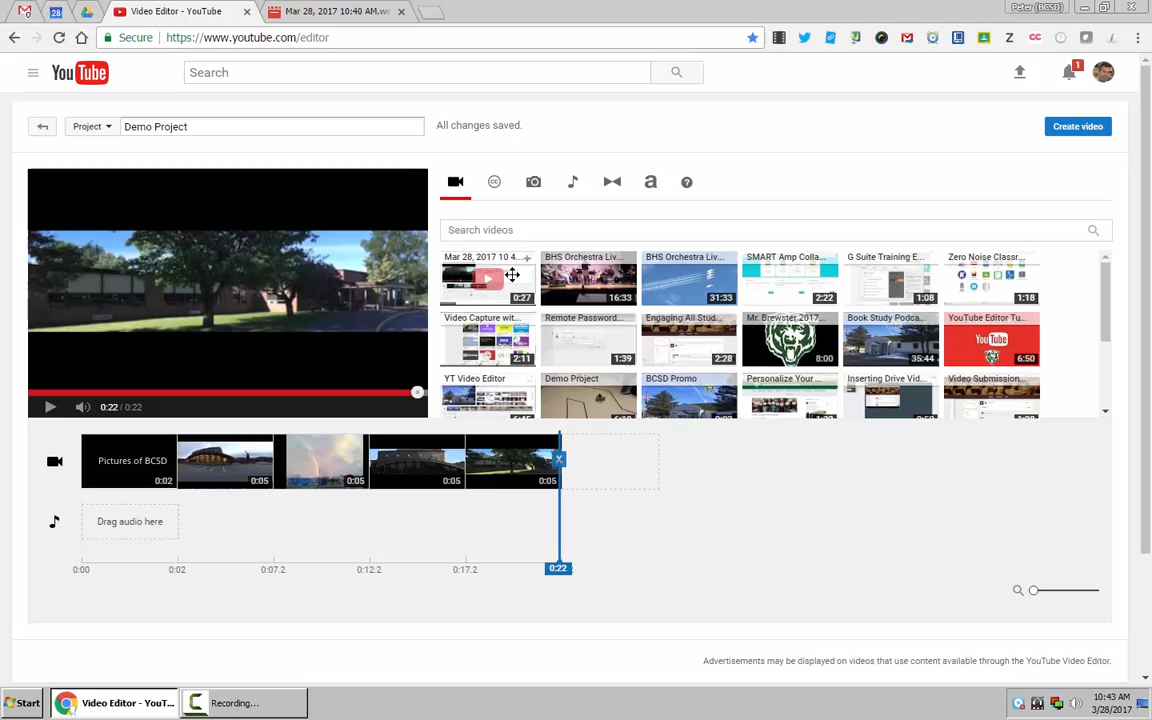 Video Editor - YouTube
Mar 28, 2017 10:40 AM.we
Peter (BCSD)
Secure
https://www.youtube.com/editor
YouTube
Search
1
Project
Demo Project
All changes saved.
Create video
a
Search videos
Mar 28, 2017 10 4...
BHS Orchestra Liv...
BHS Orchestra Liv...
SMART Amp Colla...
G Suite Training E...
Zero Noise Classr...
0:27
16:33
31:33
2:22
1:08
1:18
Video Capture wit...
Remote Password...
Engaging All Stud...
Mr. Brewster 2017...
Book Study Podca...
YouTube Editor Tu...
2:11
1:39
2:28
8:00
35:44
6:50
YT Video Editor
Demo Project
BCSD Promo
Personalize Your ...
Inserting Drive Vid...
Video Submission...
0:22 / 0:22
Pictures of BCSD
0:02
0:05
0:05
0:05
0:05
Drag audio here
0:00
0:02
0:07.2
0:12.2
0:17.2
0:22
Advertisements may be displayed on videos that use content available through the YouTube Video Editor.
Start
Video Editor - YouT...
Recording...
10:43 AM
3/28/2017